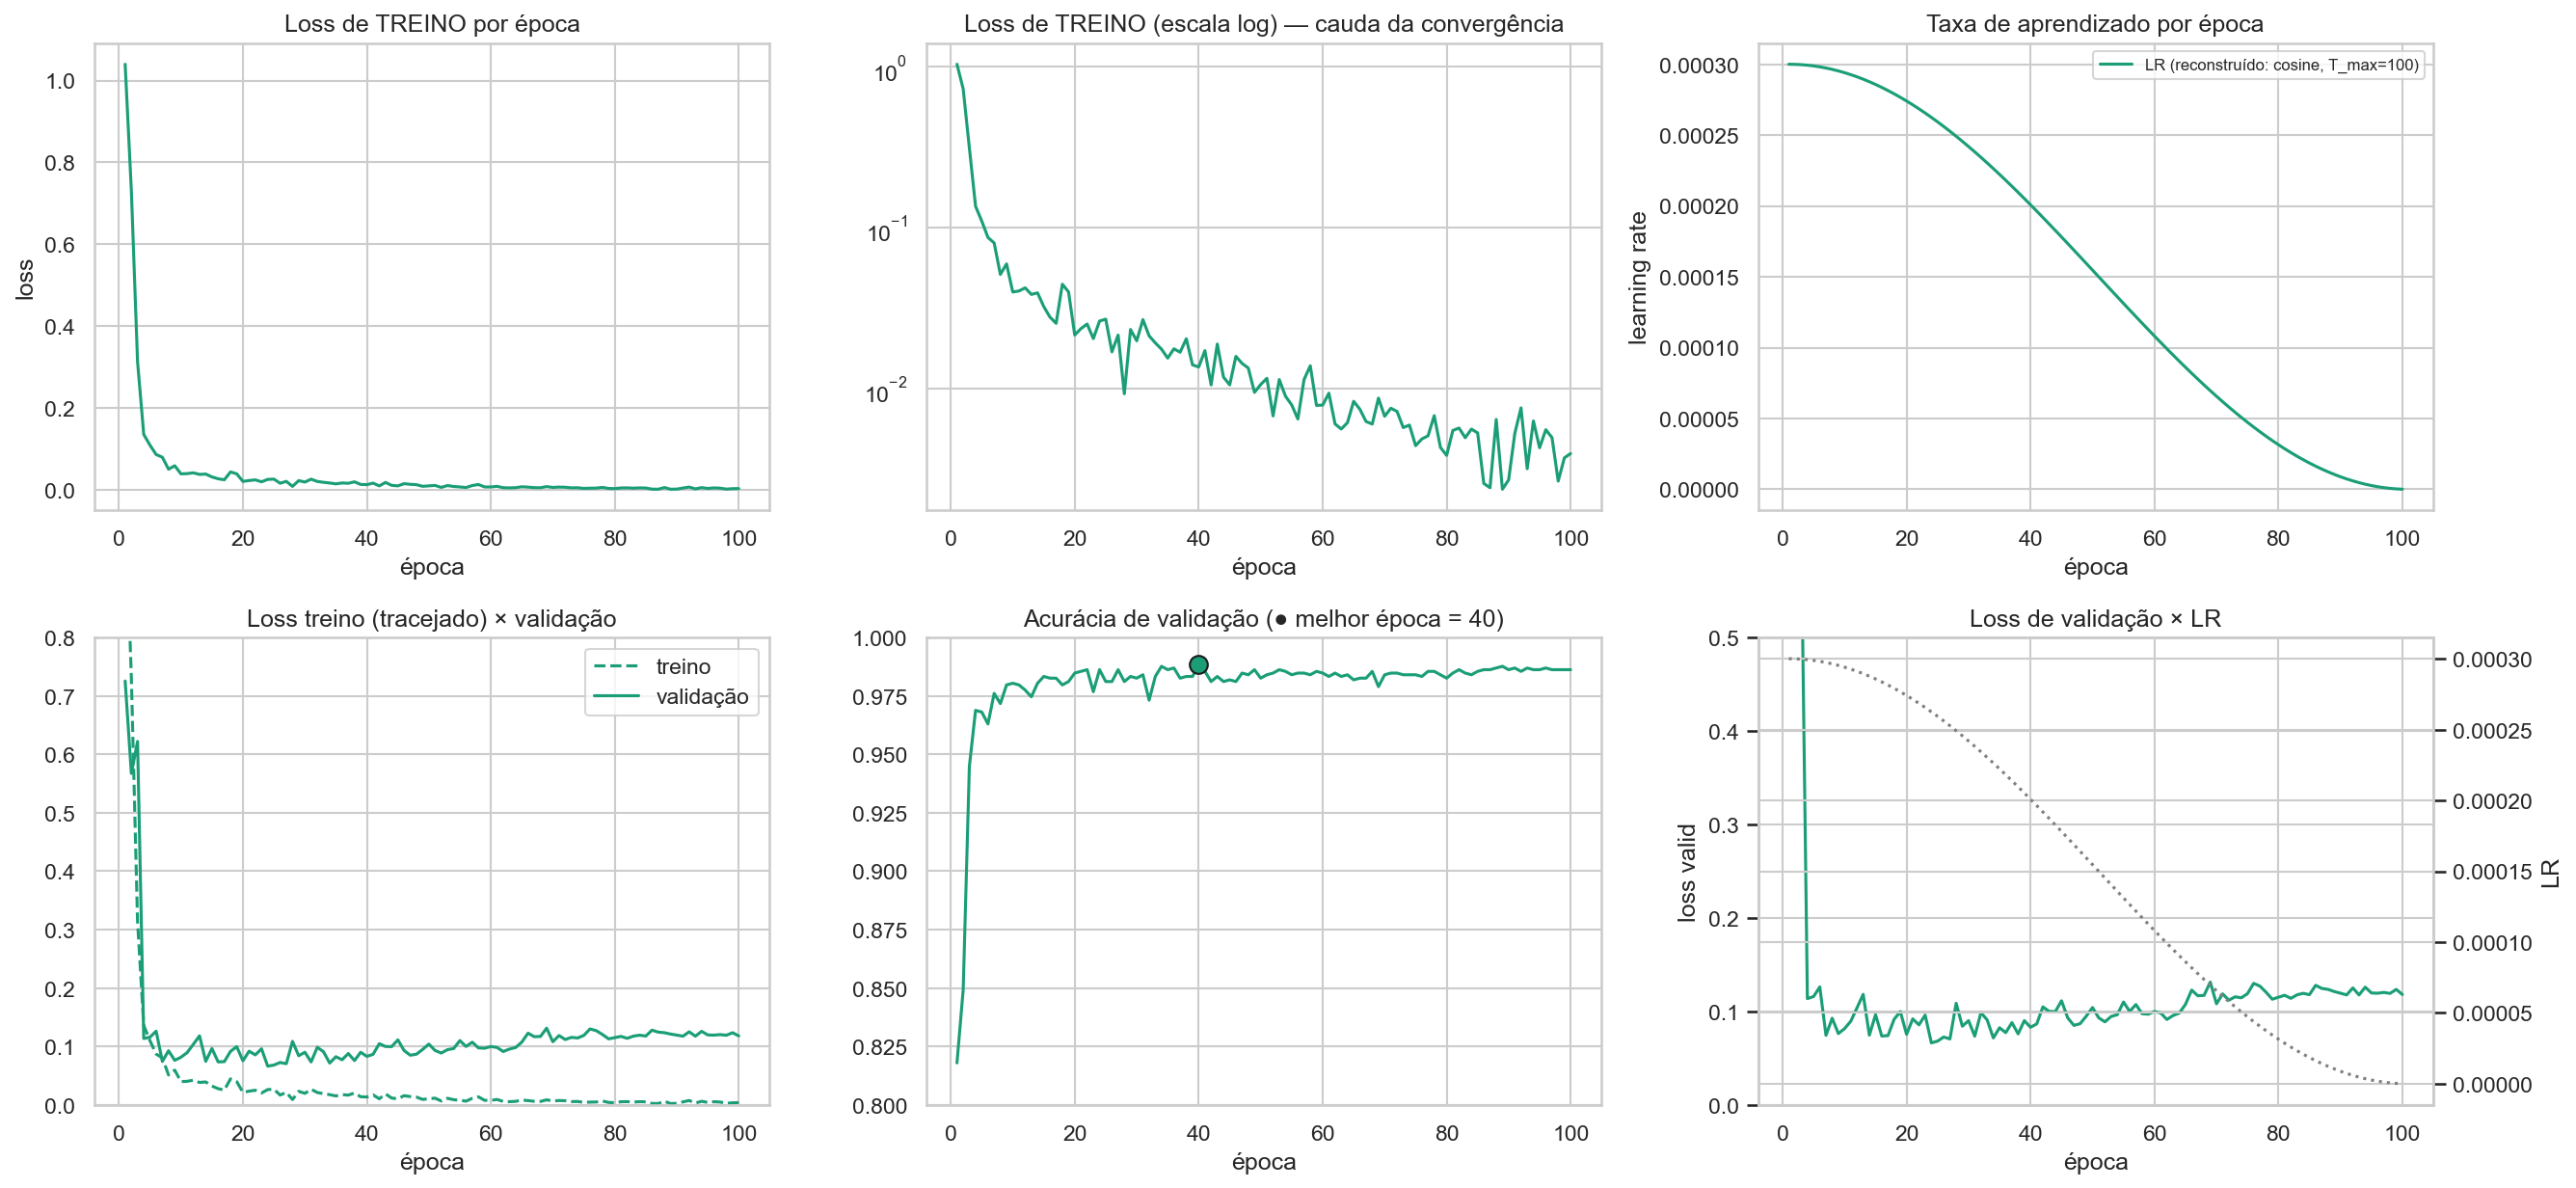 Loss de TREINO por época
1.0
0.8
0.6
0.4
0.2
0.0
loss
0 20 40 60 80 100
época
Loss de TREINO (escala log) — cauda da convergência
10⁰
10⁻¹
10⁻²
0 20 40 60 80 100
época
Taxa de aprendizado por época
LR (reconstruído: cosine, T_max=100)
0.00030
0.00025
0.00020
0.00015
0.00010
0.00005
0.00000
learning rate
0 20 40 60 80 100
época
Loss treino (tracejado) × validação
treino
validação
0.8
0.7
0.6
0.5
0.4
0.3
0.2
0.1
0.0
0 20 40 60 80 100
época
Acurácia de validação (● melhor época = 40)
1.000
0.975
0.950
0.925
0.900
0.875
0.850
0.825
0.800
0 20 40 60 80 100
época
Loss de validação × LR
0.5
0.4
0.3
0.2
0.1
0.0
loss valid
0.00030
0.00025
0.00020
0.00015
0.00010
0.00005
0.00000
LR
0 20 40 60 80 100
época